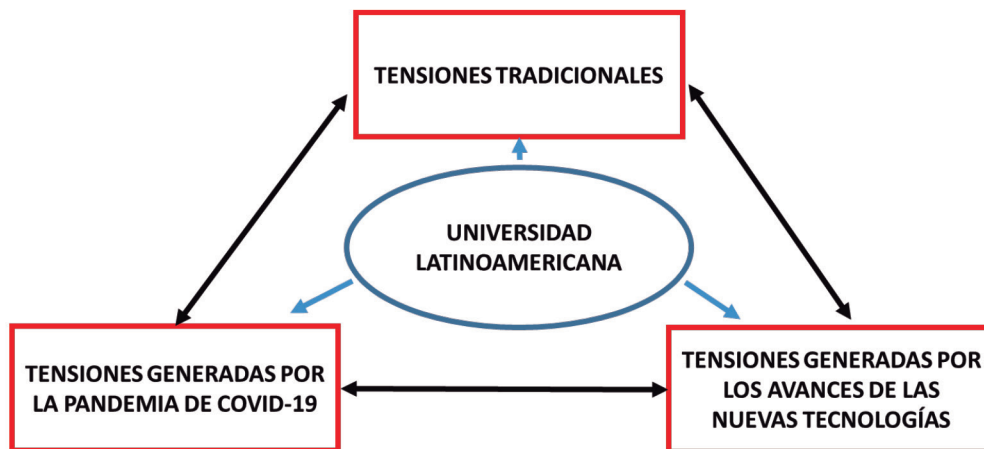 TENSIONES TRADICIONALES
UNIVERSIDAD
LATINOAMERICANA
TENSIONES GENERADAS POR
LA PANDEMIA DE COVID-19
TENSIONES GENERADAS POR
LOS AVANCES DE LAS
NUEVAS TECNOLOGÍAS